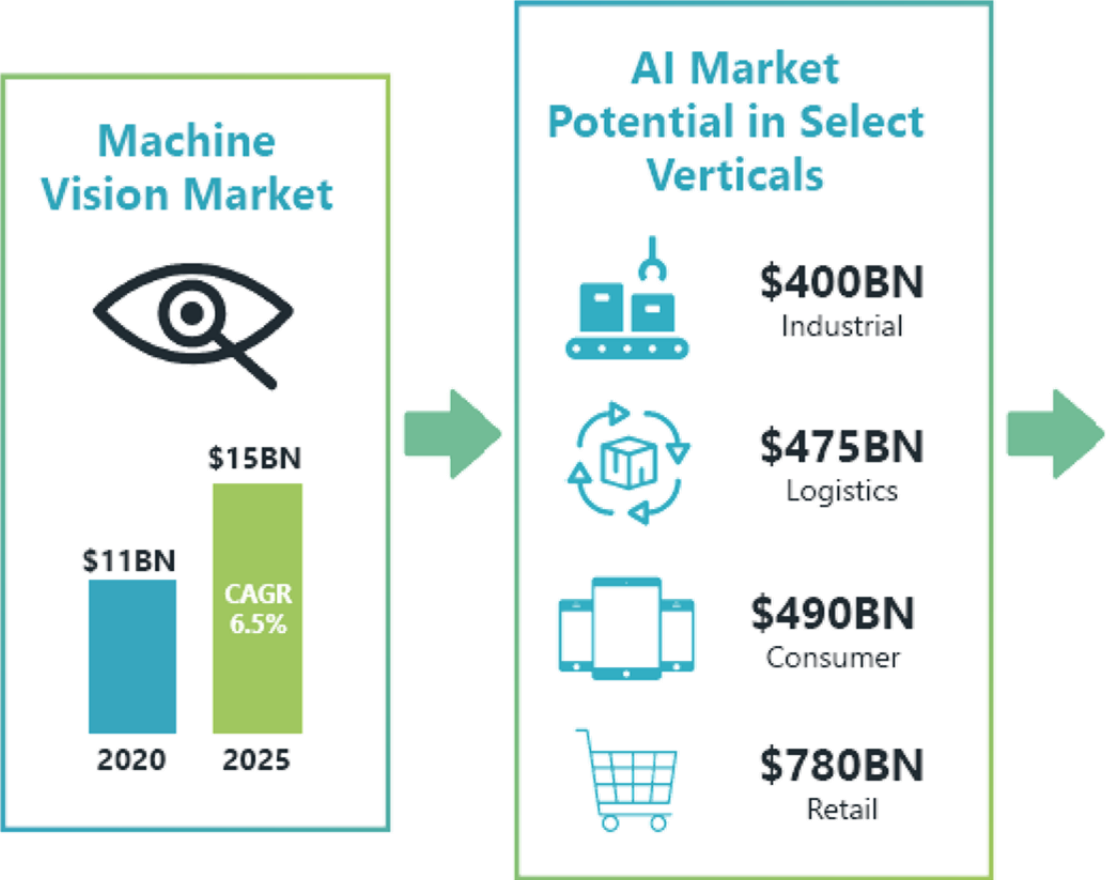 Machine
Vision Market
$15BN
$11BN
CAGR
6.5%
2020
2025
AI Market
Potential in Select
Verticals
$400BN
Industrial
$475BN
Logistics
$490BN
Consumer
$780BN
Retail